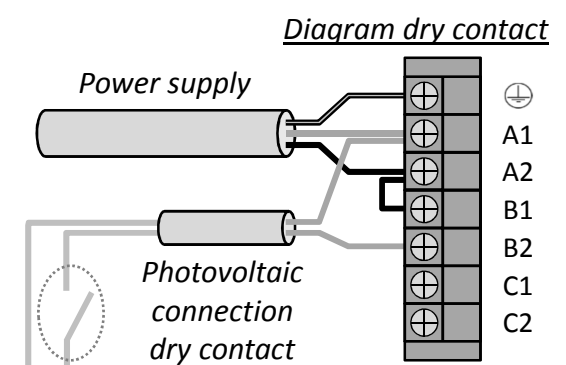 Diagram dry contact
Power supply
A1
A2
B1
B2
C1
C2
Photovoltaic
connection
dry contact